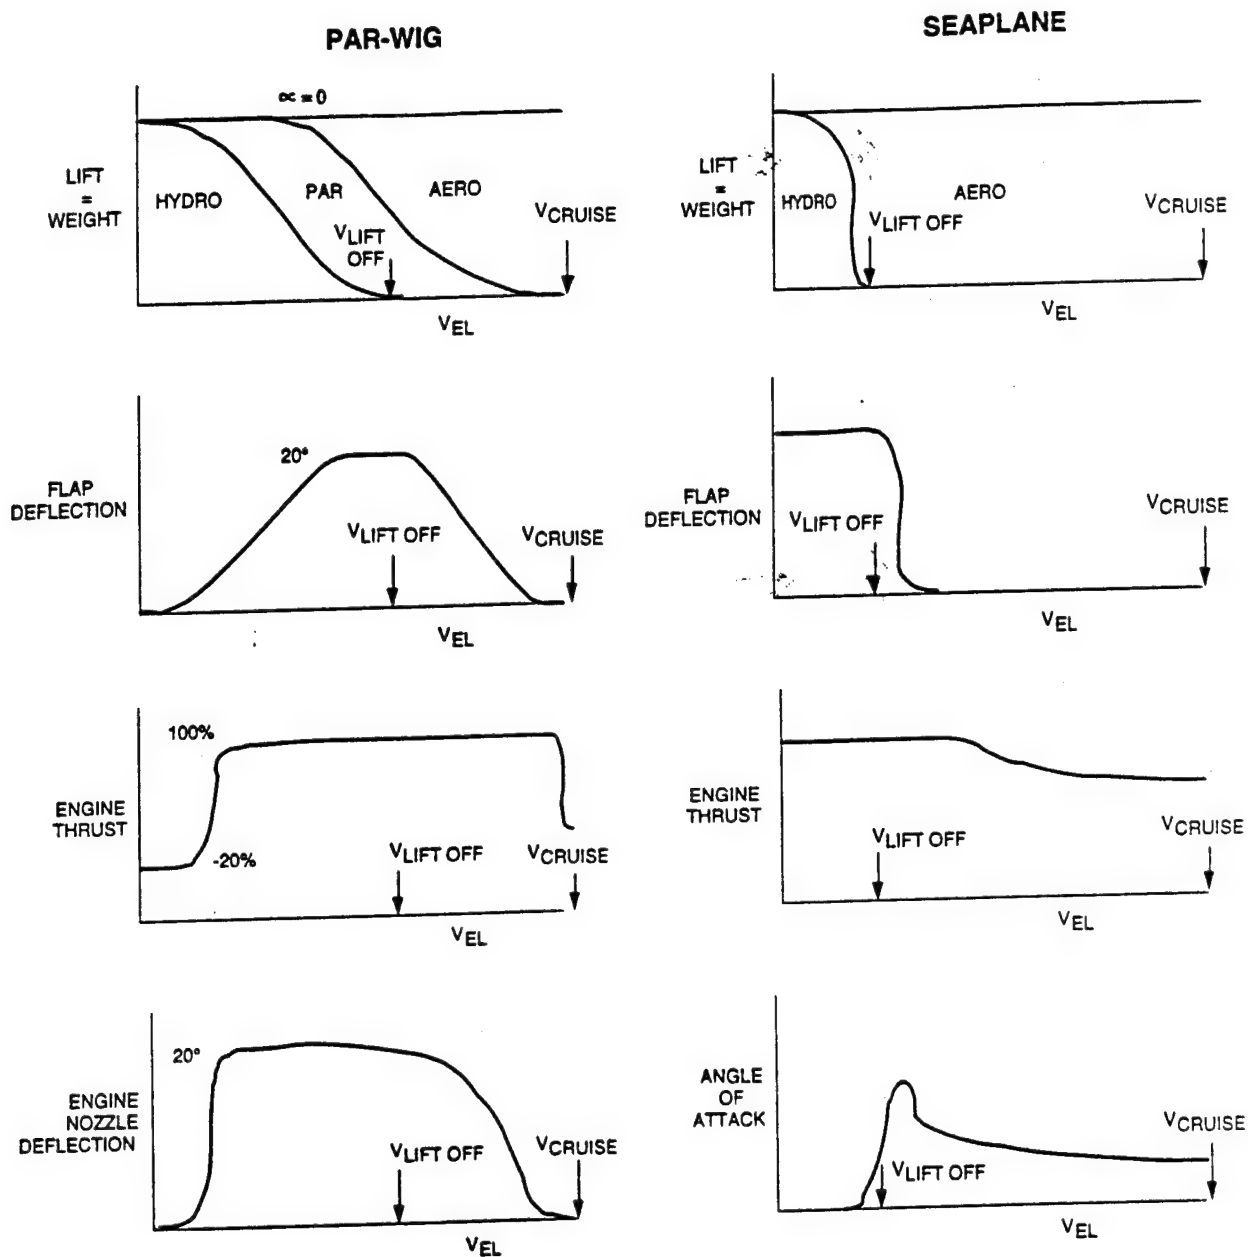 PAR-WIG
∝ = 0
LIFT
=
WEIGHT
HYDRO
PAR
AERO
VLIFT
OFF
VCRUISE
VEL
20°
FLAP
DEFLECTION
VLIFT OFF
VCRUISE
VEL
100%
ENGINE
THRUST
-20%
VLIFT OFF
VCRUISE
VEL
20°
ENGINE
NOZZLE
DEFLECTION
VLIFT OFF
VCRUISE
VEL
SEAPLANE
LIFT
=
WEIGHT
HYDRO
AERO
VLIFT OFF
VCRUISE
VEL
FLAP
DEFLECTION
VLIFT OFF
VCRUISE
VEL
ENGINE
THRUST
VLIFT OFF
VCRUISE
VEL
ANGLE
OF
ATTACK
VLIFT OFF
VCRUISE
VEL